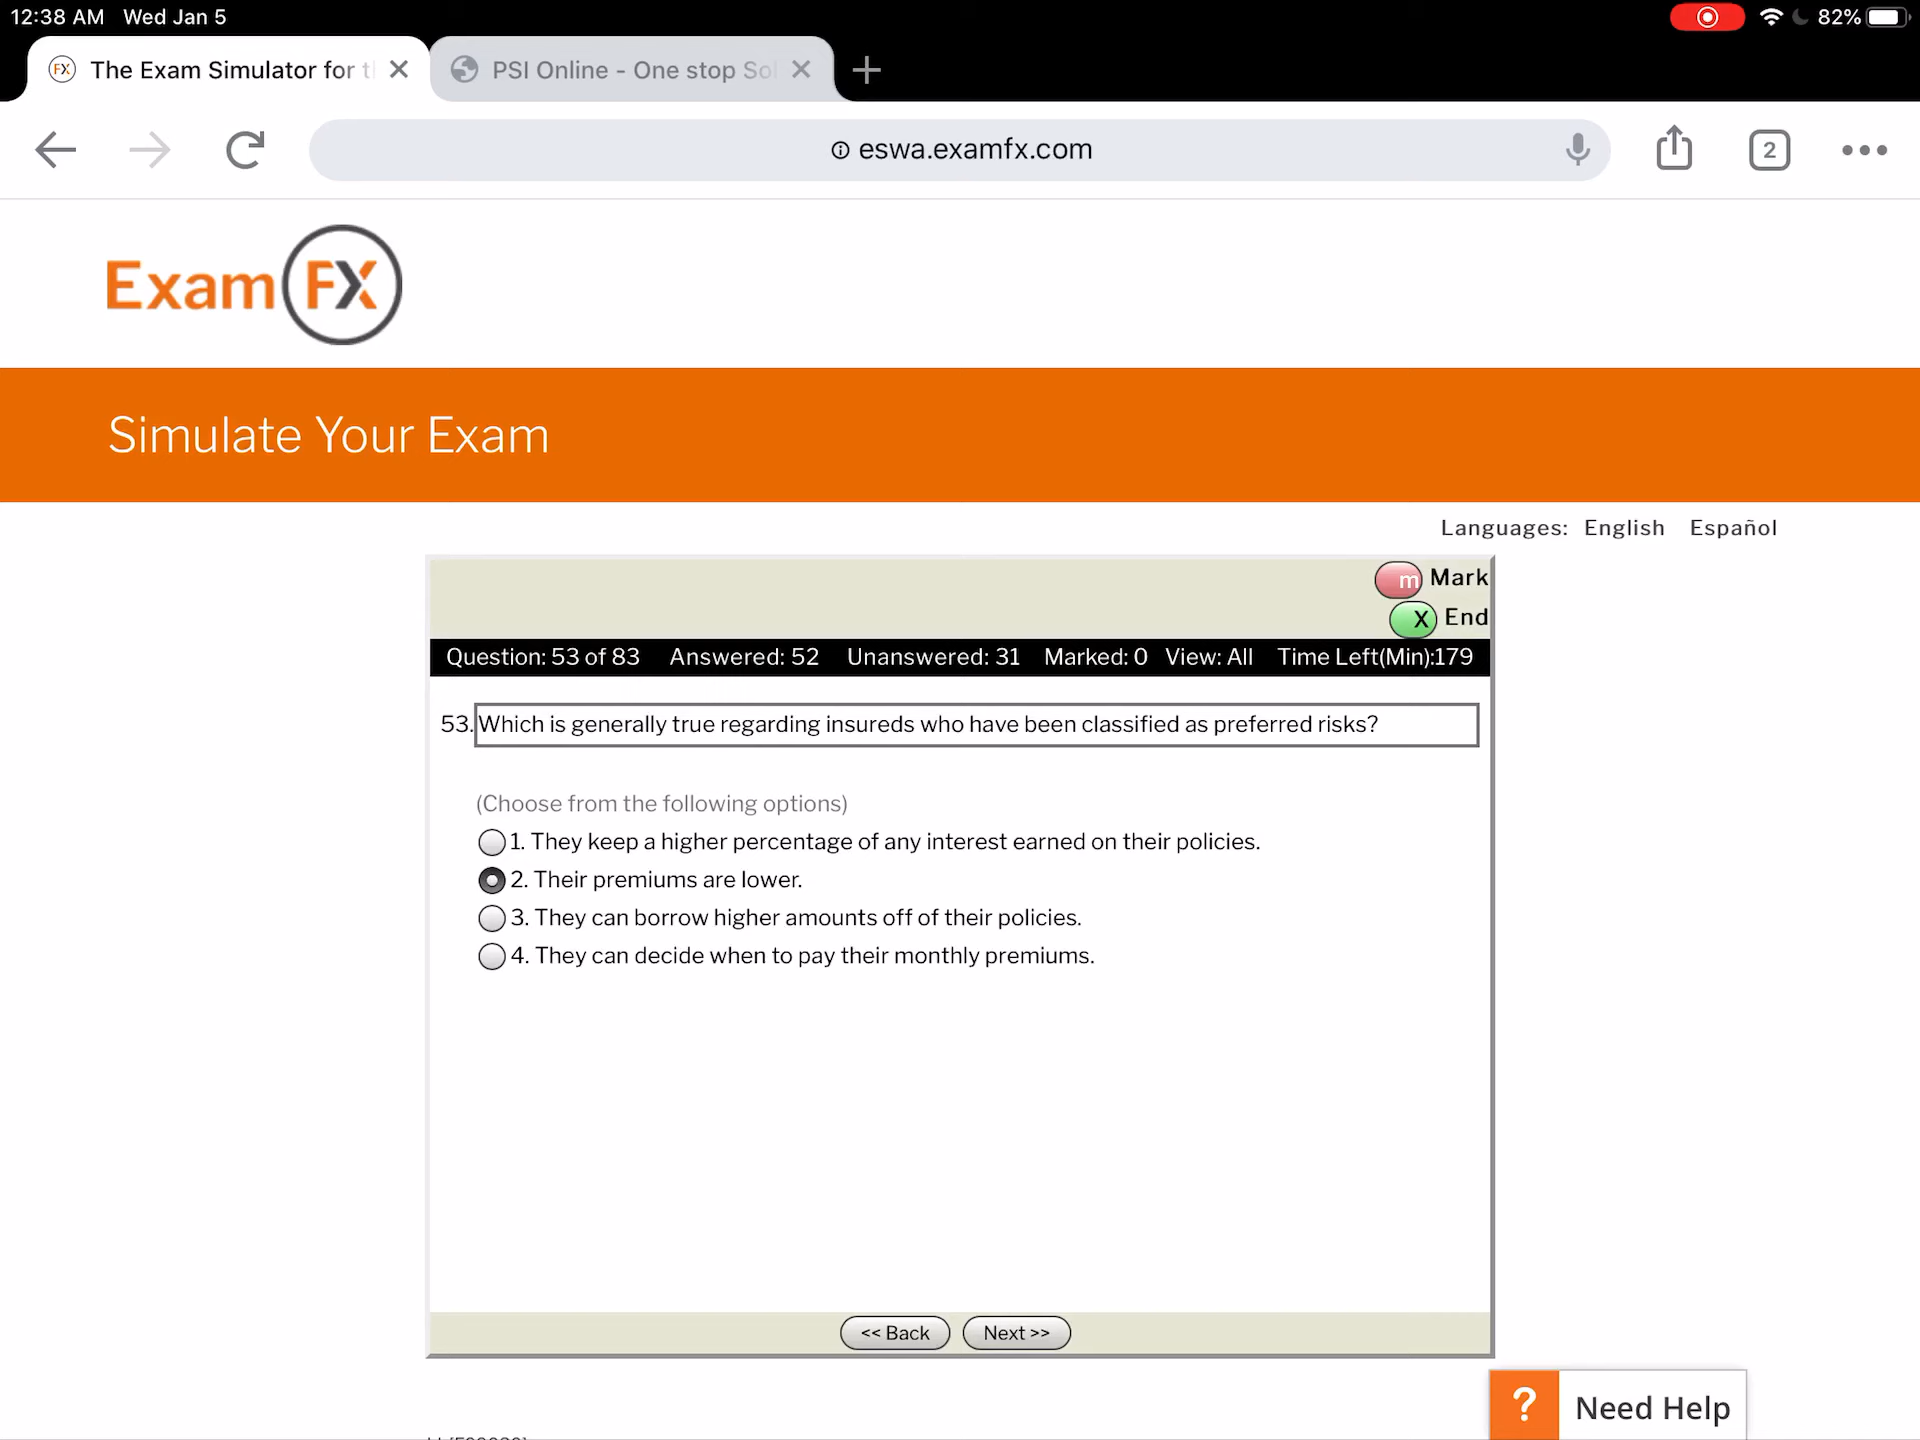 12:38 AM Wed Jan 5
82%
FX The Exam Simulator for t
PSI Online - One stop Sol
eswa.examfx.com
2
Exam FX
Simulate Your Exam
Languages: English Español
m Mark
X End
Question: 53 of 83 Answered: 52 Unanswered: 31 Marked: 0 View: All Time Left(Min):179
53. Which is generally true regarding insureds who have been classified as preferred risks?
(Choose from the following options)
1. They keep a higher percentage of any interest earned on their policies.
2. Their premiums are lower.
3. They can borrow higher amounts off of their policies.
4. They can decide when to pay their monthly premiums.
<< Back Next >>
? Need Help